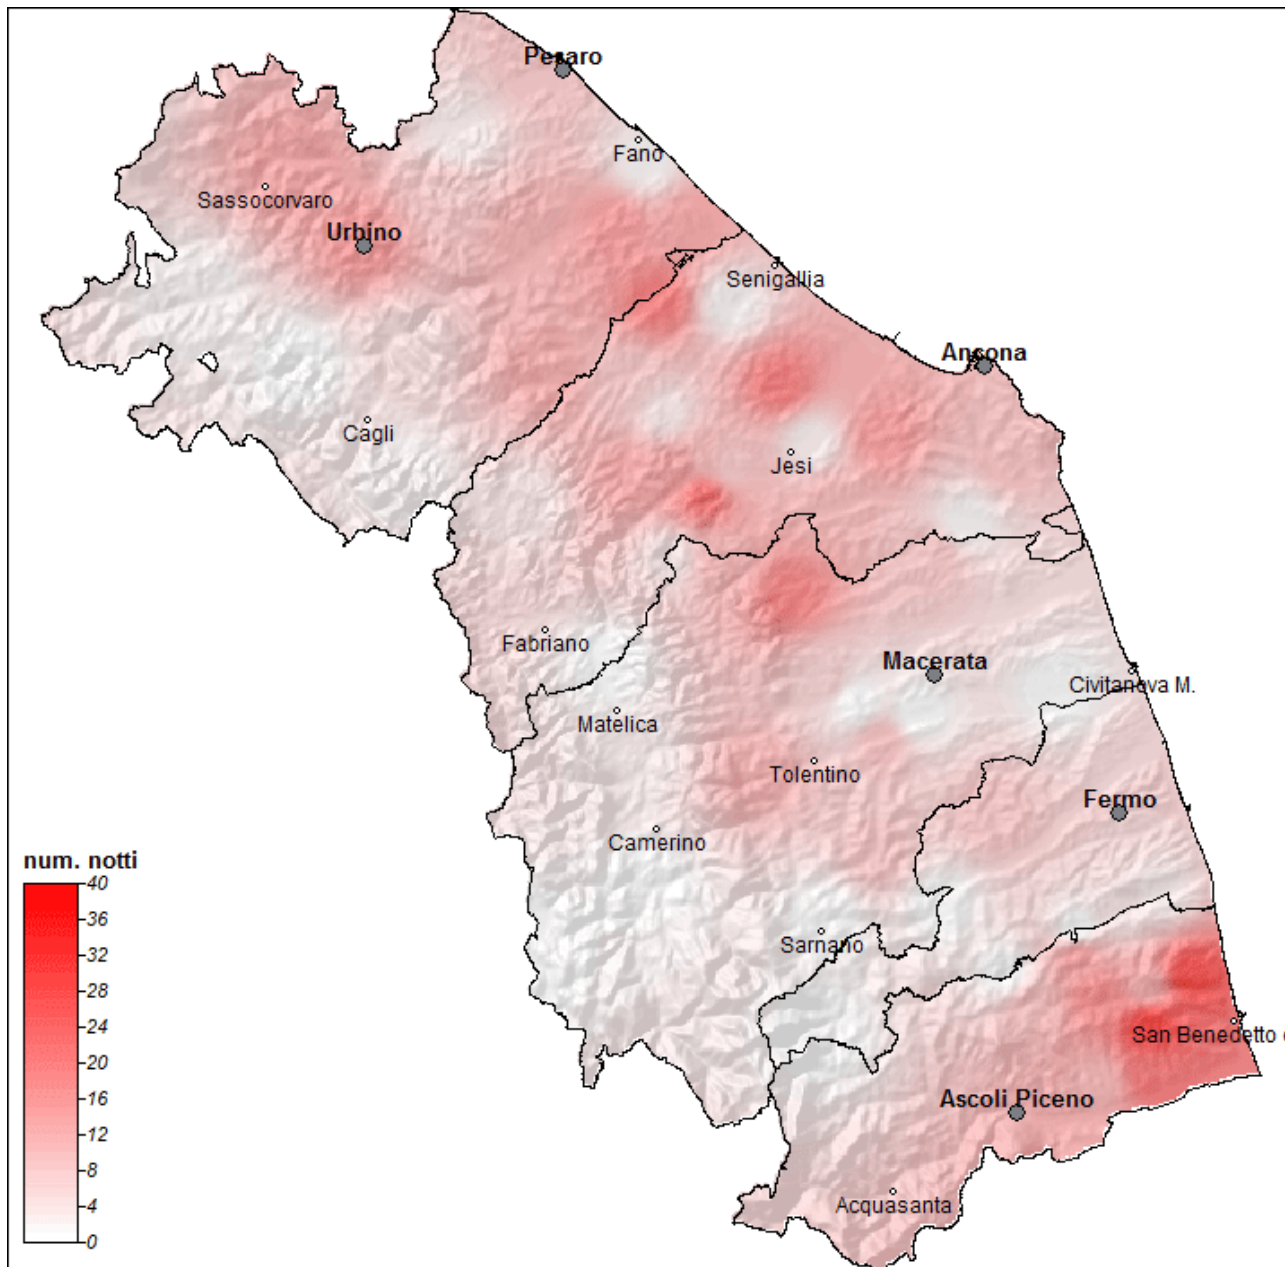 Pesaro
Fano
Sassocorvaro
Urbino
Senigallia
Ancona
Cagli
Jesi
Fabriano
Macerata
Civitanova M.
Matelica
Tolentino
Fermo
Camerino
num. notti
40
36
32
28
24
20
16
12
8
4
0
Sarnano
San Benedetto
Ascoli Piceno
Acquasanta